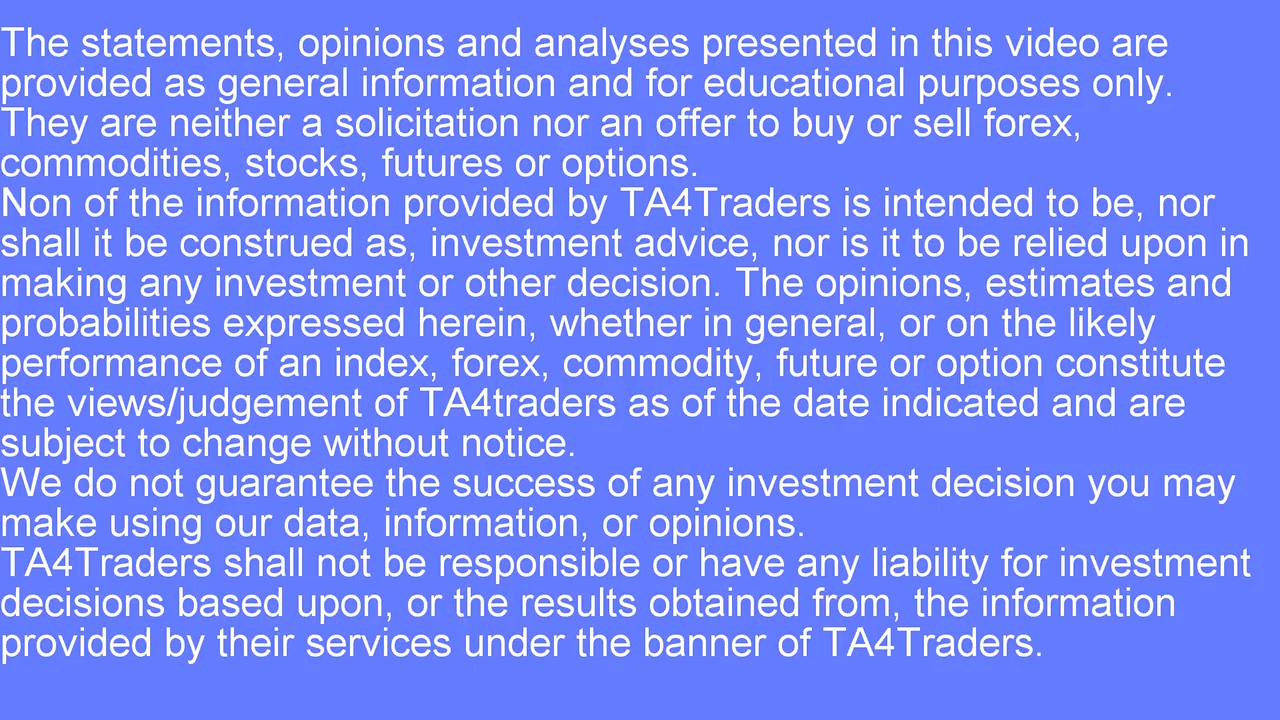 The statements, opinions and analyses presented in this video are
provided as general information and for educational purposes only.
They are neither a solicitation nor an offer to buy or sell forex,
commodities, stocks, futures or options.
Non of the information provided by TA4Traders is intended to be, nor
shall it be construed as, investment advice, nor is it to be relied upon in
making any investment or other decision. The opinions, estimates and
probabilities expressed herein, whether in general, or on the likely
performance of an index, forex, commodity, future or option constitute
the views/judgement of TA4traders as of the date indicated and are
subject to change without notice.
We do not guarantee the success of any investment decision you may
make using our data, information, or opinions.
TA4Traders shall not be responsible or have any liability for investment
decisions based upon, or the results obtained from, the information
provided by their services under the banner of TA4Traders.